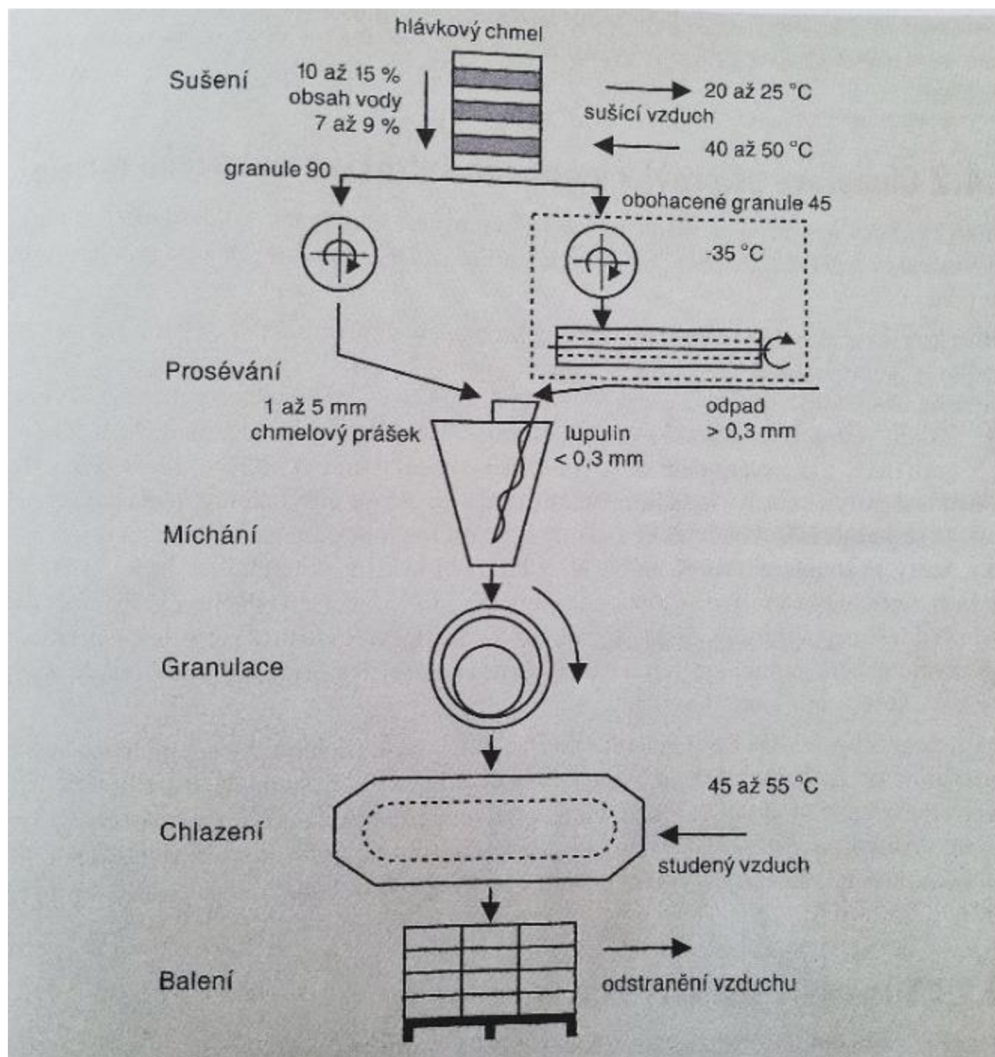 hlávkový chmel
Sušení
10 až 15 %
obsah vody
7 až 9 %
20 až 25 °C
sušící vzduch
40 až 50 °C
granule 90
obohacené granule 45
-35 °C
Prosévání
1 až 5 mm
chmelový prášek
lupulin
< 0,3 mm
odpad
> 0,3 mm
Míchání
Granulace
45 až 55 °C
Chlazení
studený vzduch
Balení
odstranění vzduchu